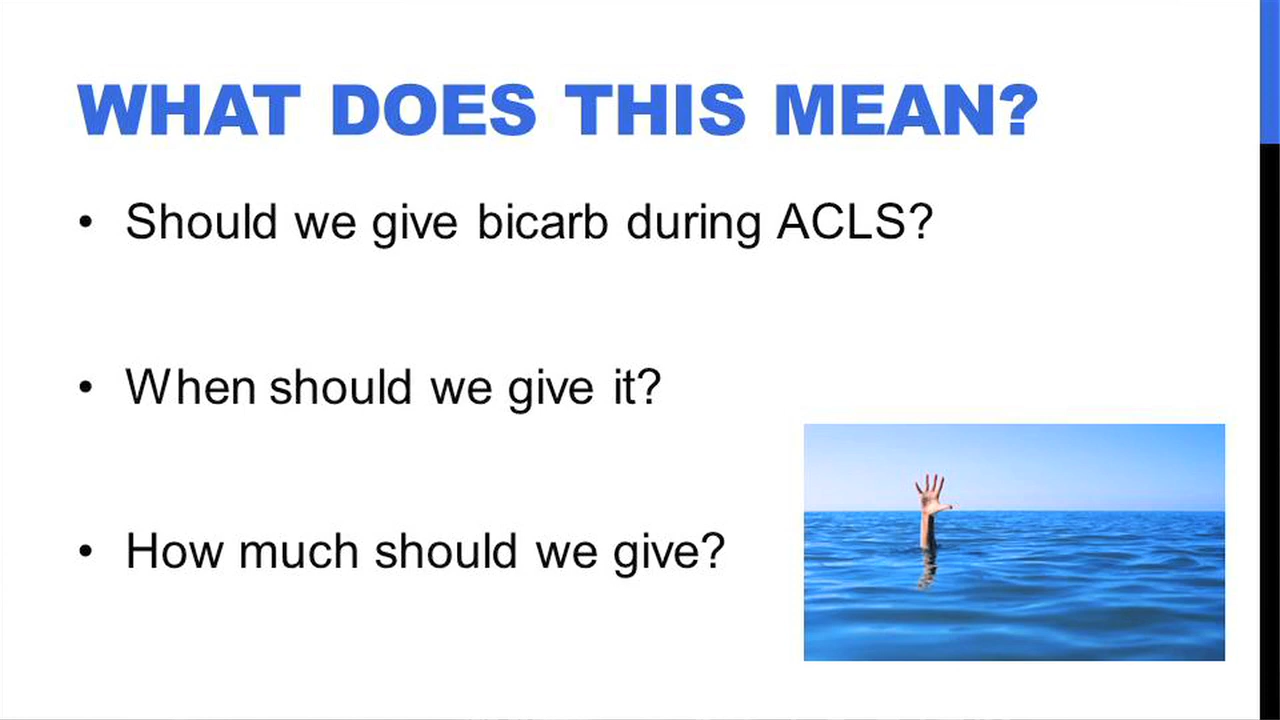 WHAT DOES THIS MEAN?
• Should we give bicarb during ACLS?
• When should we give it?
• How much should we give?